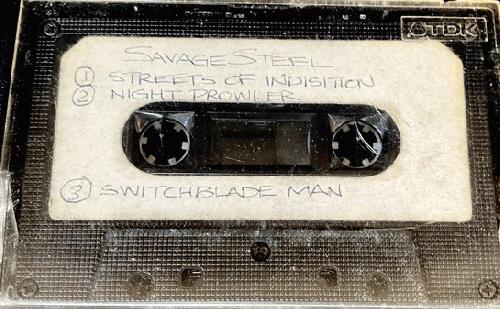 TDK
SAVAGE STEEL
1 STREETS OF INDISITION
2 NIGHT PROWLER
3 SWITCHBLADE MAN